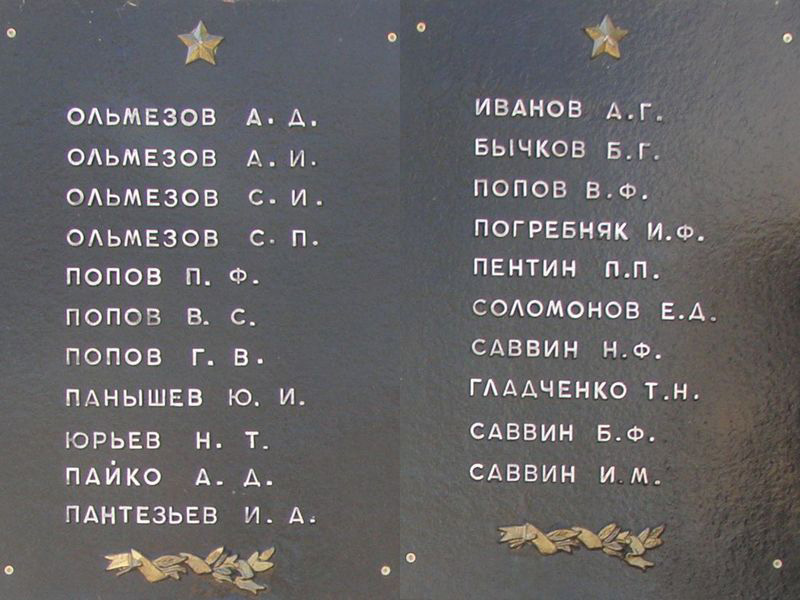 ОЛЬМЕЗОВ А. Д.
ОЛЬМЕЗОВ А. И.
ОЛЬМЕЗОВ С. И.
ОЛЬМЕЗОВ С. П.
ПОПОВ П. Ф.
ПОПОВ В. С.
ПОПОВ Г. В.
ПАНЫШЕВ Ю. И.
ЮРЬЕВ Н. Т.
ПАЙКО А. Д.
ПАНТЕЗЬЕВ И. А.
ИВАНОВ А.Г.
БЫЧКОВ Б.Г.
ПОПОВ В.Ф.
ПОГРЕБНЯК И.Ф.
ПЕНТИН П.П.
СОЛОМОНОВ Е.Д.
САВВИН Н.Ф.
ГЛАДЧЕНКО Т.Н.
САВВИН Б.Ф.
САВВИН И.М.